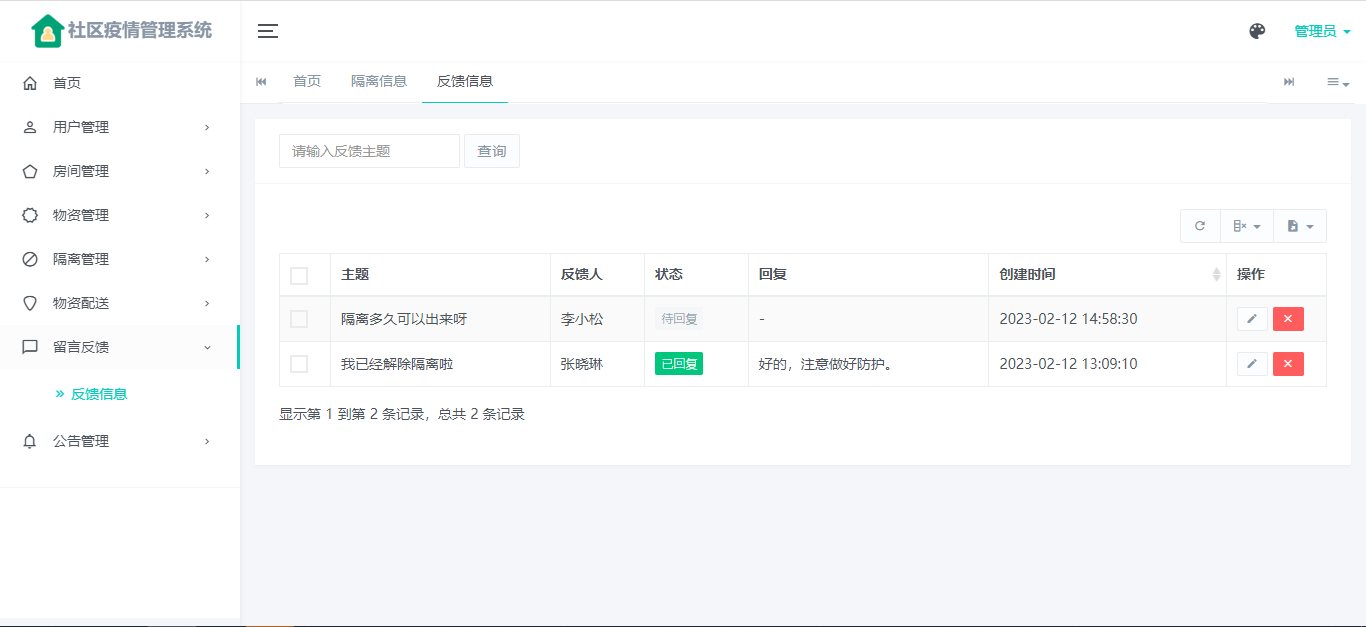 社区疫情管理系统
管理员
首页
用户管理
房间管理
物资管理
隔离管理
物资配送
留言反馈
反馈信息
公告管理
首页 隔离信息 反馈信息
请输入反馈主题 查询
主题 反馈人 状态 回复 创建时间 操作
隔离多久可以出来呀 李小松 待回复 - 2023-02-12 14:58:30
我已经解除隔离啦 张晓琳 已回复 好的，注意做好防护。 2023-02-12 13:09:10
显示第 1 到第 2 条记录，总共 2 条记录